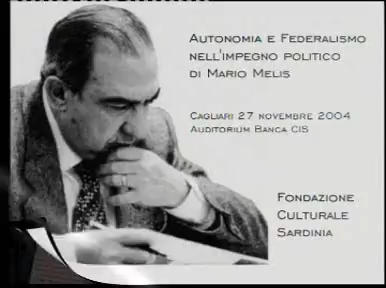 Autonomia e Federalismo
nell'impegno politico
di Mario Melis
Cagliari 27 novembre 2004
Auditorium Banca CIS
Fondazione
Culturale
Sardinia